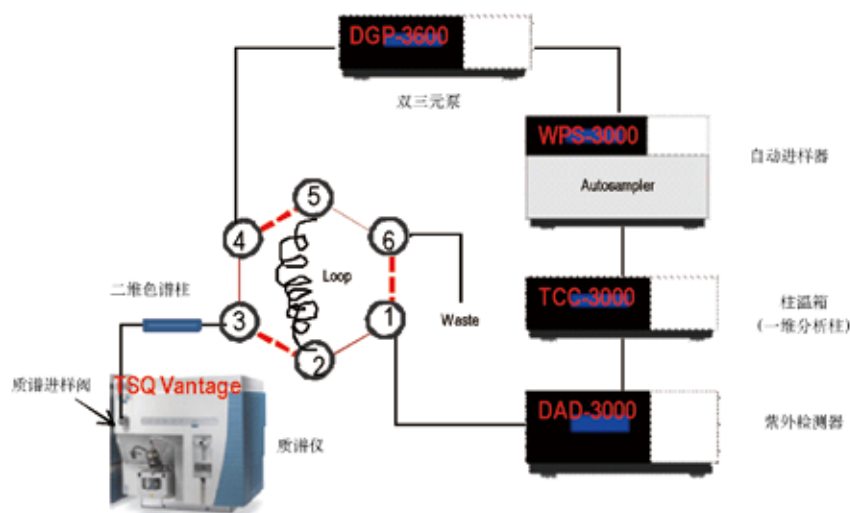 DGP-3600
双三元泵
WPS-3000
自动进样器
Autosampler
5
4
6
Loop
二维色谱柱
TCC-3000
柱温箱
(一维分析柱)
3
1
Waste
2
质谱进样阀
TSQ Vantage
DAD-3000
紫外检测器
质谱仪